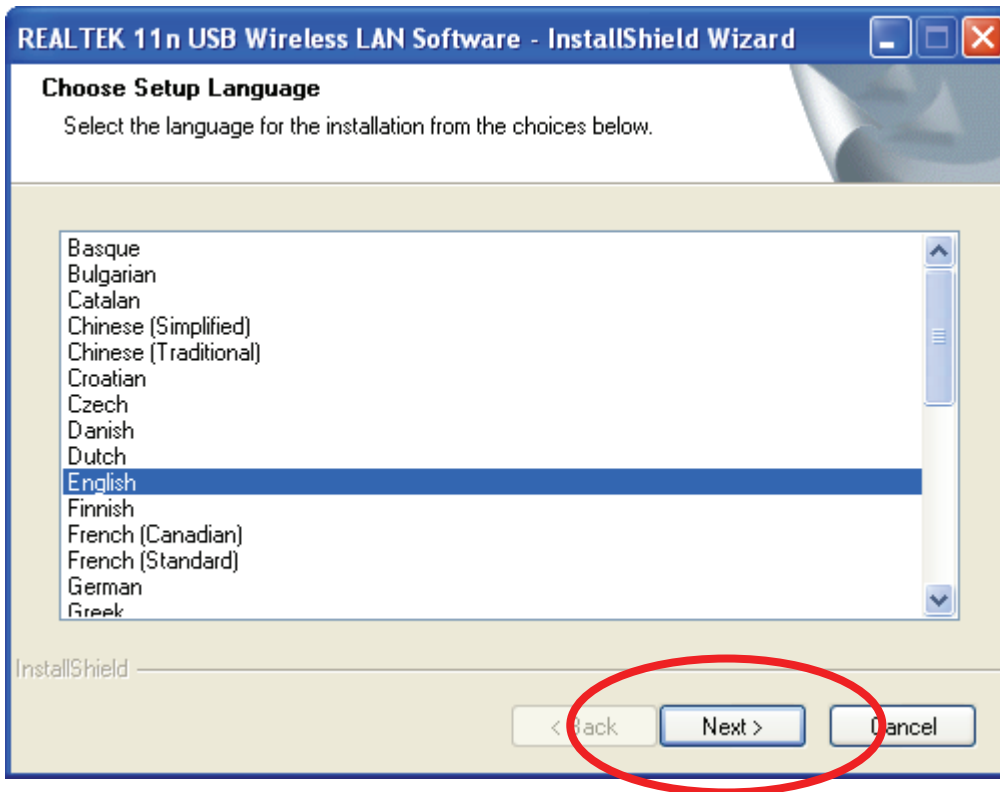 REALTEK 11n USB Wireless LAN Software - InstallShield Wizard
Choose Setup Language
Select the language for the installation from the choices below.
Basque
Bulgarian
Catalan
Chinese (Simplified)
Chinese (Traditional)
Croatian
Czech
Danish
Dutch
English
Finnish
French (Canadian)
French (Standard)
German
Greek
InstallShield
< Back Next > Cancel